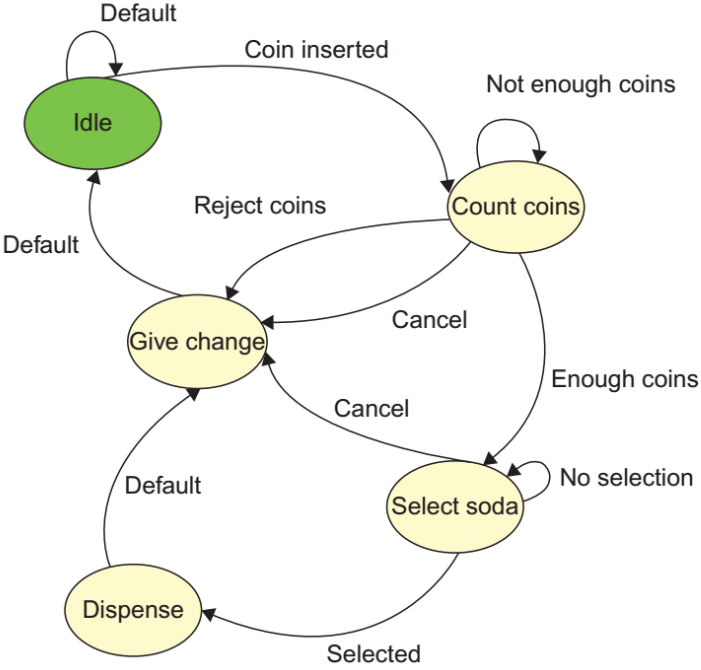 Default
Coin inserted
Not enough coins
Idle
Count coins
Reject coins
Default
Cancel
Give change
Enough coins
Cancel
No selection
Default
Select soda
Dispense
Selected